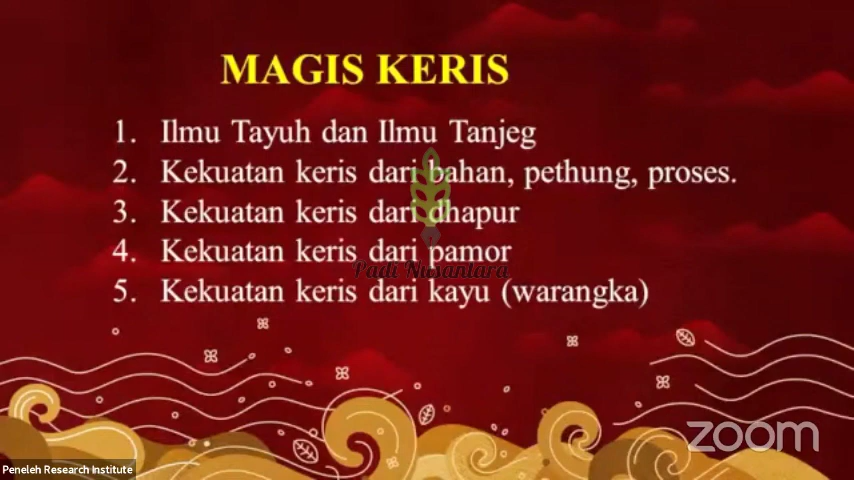 MAGIS KERIS
1. Ilmu Tayuh dan Ilmu Tanjeg
2. Kekuatan keris dari bahan, pethung, proses.
3. Kekuatan keris dari dhapur
4. Kekuatan keris dari pamor
Padi Nusantara
5. Kekuatan keris dari kayu (warangka)
zoom
Peneleh Research Institute